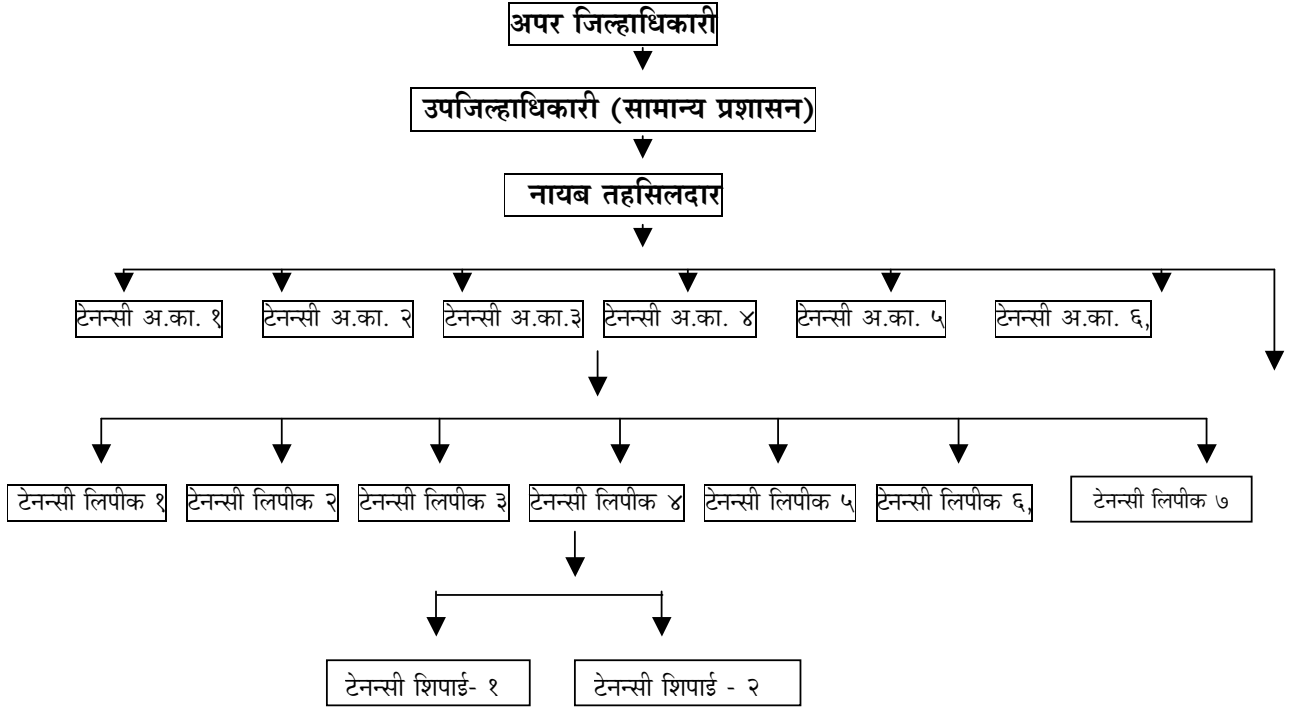 अपर जिल्हाधिकारी
उपजिल्हाधिकारी (सामान्य प्रशासन)
नायब तहसिलदार
टेनन्सी अ.का. १ टेनन्सी अ.का. २ टेनन्सी अ.का.३ टेनन्सी अ.का. ४ टेनन्सी अ.का. ५ टेनन्सी अ.का. ६,
टेनन्सी लिपीक १ टेनन्सी लिपीक २ टेनन्सी लिपीक ३ टेनन्सी लिपीक ४ टेनन्सी लिपीक ५ टेनन्सी लिपीक ६, टेनन्सी लिपीक ७
टेनन्सी शिपाई- १ टेनन्सी शिपाई - २